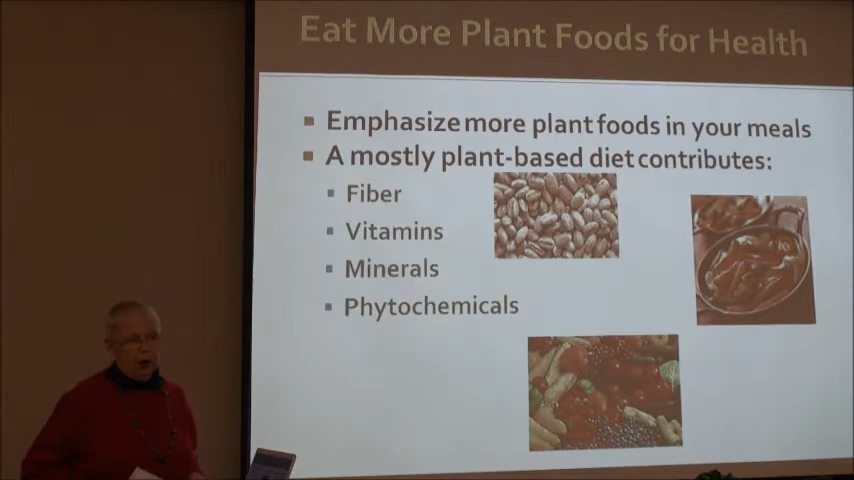 Eat More Plant Foods for Health
Emphasize more plant foods in your meals
A mostly plant-based diet contributes:
Fiber
Vitamins
Minerals
Phytochemicals